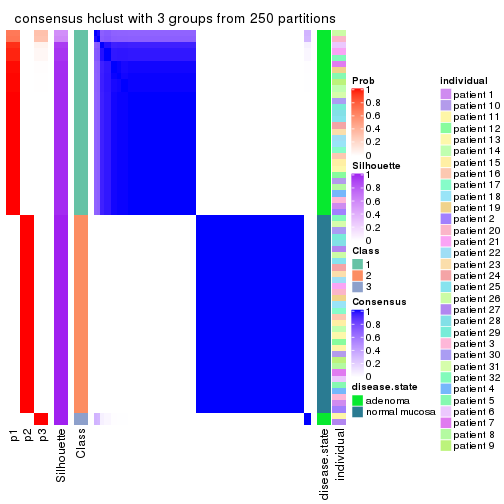 consensus hclust with 3 groups from 250 partitions
p1
p2
p3
Silhouette
Class
disease.state
individual
Prob
1
0.8
0.6
0.4
0.2
0
Silhouette
1
0.8
0.6
0.4
0.2
0
Class
1
2
3
Consensus
1
0.8
0.6
0.4
0.2
0
disease.state
adenoma
normal mucosa
individual
patient 1
patient 10
patient 11
patient 12
patient 13
patient 14
patient 15
patient 16
patient 17
patient 18
patient 19
patient 2
patient 20
patient 21
patient 22
patient 23
patient 24
patient 25
patient 26
patient 27
patient 28
patient 29
patient 3
patient 30
patient 31
patient 32
patient 4
patient 5
patient 6
patient 7
patient 8
patient 9